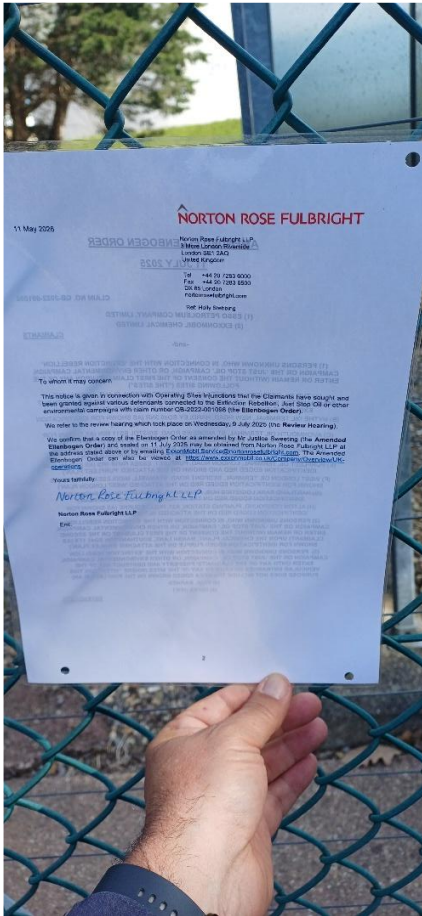 NORTON ROSE FULBRIGHT
11 May 2026
Norton Rose Fulbright LLP
3 More London Riverside
London SE1 2AQ
United Kingdom
Tel +44 20 7283 6000
Fax +44 20 7283 6500
DX 85 London
nortonrosefulbright.com
Ref: Holly Sweeping
To whom it may concern
This notice is given in connection with Operating Sites Injunctions that the Claimants have sought and
been granted against various defendants connected to the Extinction Rebellion, Just Stop Oil or other
environmental campaigns with claim number QB-2022-001098 (the Ellenbogen Order).
We refer to the review hearing which took place on Wednesday, 9 July 2025 (the Review Hearing).
We confirm that a copy of the Ellenbogen Order as amended by Mr Justice Sweeting (the Amended
Ellenbogen Order) and sealed on 11 July 2025 may be obtained from Norton Rose Fulbright LLP at
the address stated above or by emailing ExxonMobil.Service@nortonrosefulbright.com. The Amended
Ellenbogen Order can also be viewed at https://www.exxonmobil.co.uk/Company/Overview/UK-
operations.
Yours faithfully
Norton Rose Fulbright LLP
Norton Rose Fulbright LLP
Enc.
2